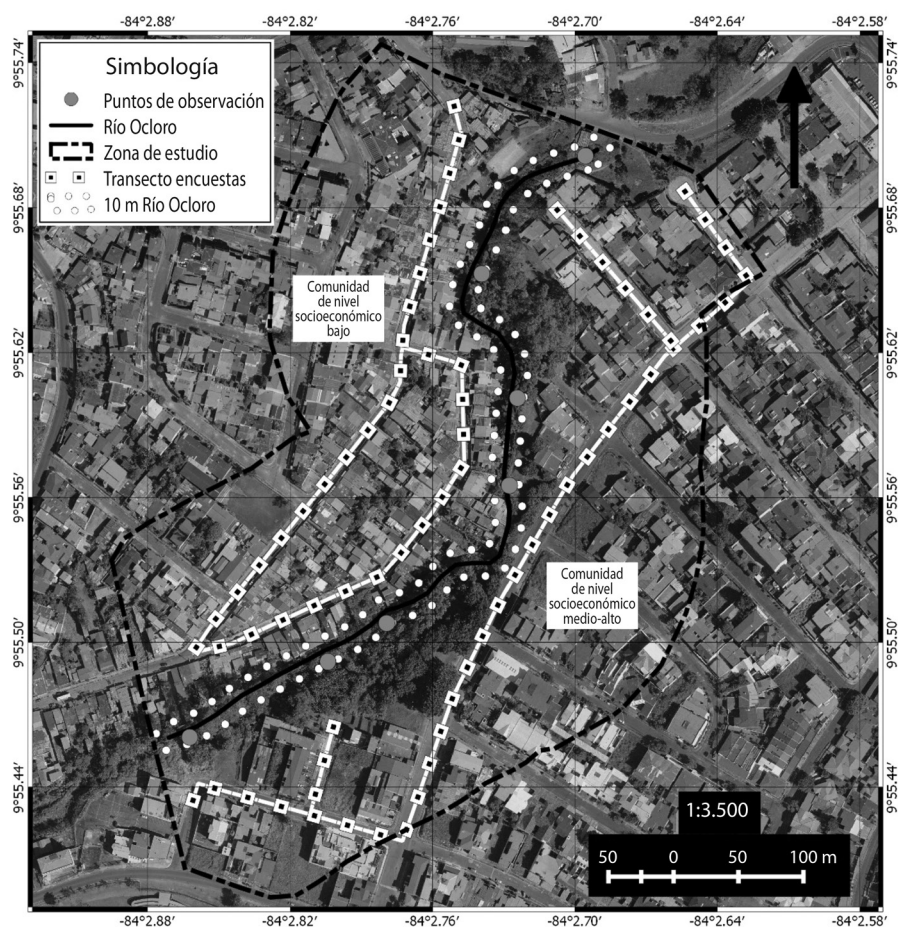 -84°2.88′ -84°2.82′ -84°2.76′ -84°2.70′ -84°2.64′ -84°2.58′
9°55.74′
9°55.74′
Simbología
Puntos de observación
Río Ocloro
Zona de estudio
Transecto encuestas
10 m Río Ocloro
9°55.68′
9°55.68′
Comunidad
de nivel
socioeconómico
bajo
9°55.62′
9°55.62′
9°55.56′
9°55.56′
Comunidad
de nivel
socioeconómico
medio-alto
9°55.50′
9°55.50′
9°55.44′
9°55.44′
1:3.500
50 0 50 100 m
-84°2.88′ -84°2.82′ -84°2.76′ -84°2.70′ -84°2.64′ -84°2.58′